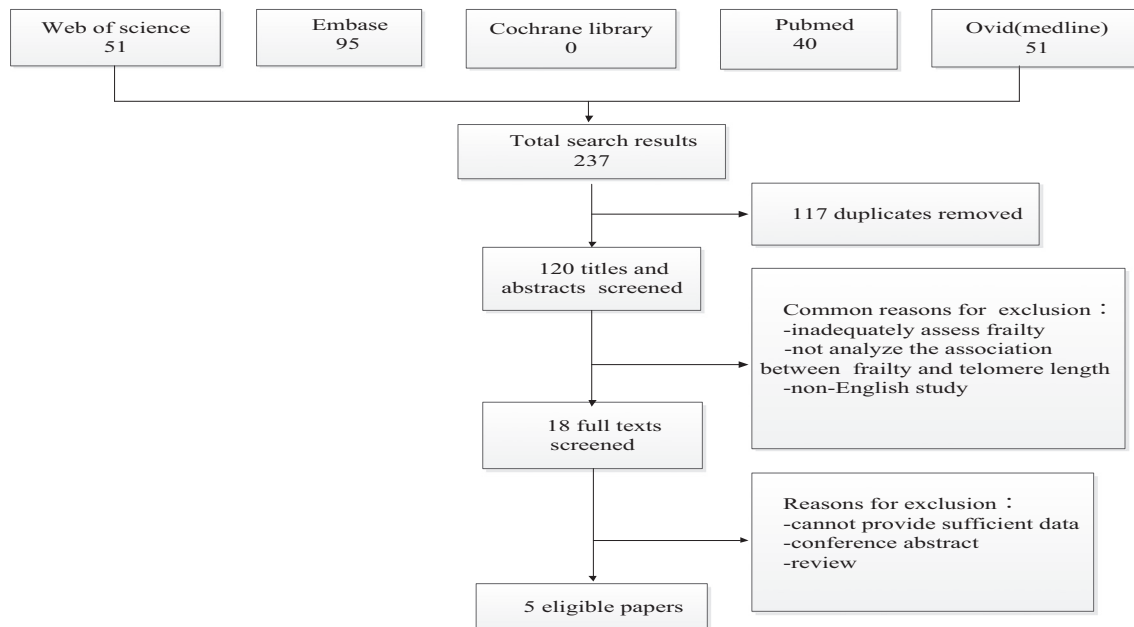 Web of science
51
Embase
95
Cochrane library
0
Pubmed
40
Ovid(medline)
51
Total search results
237
117 duplicates removed
120 titles and
abstracts screened
Common reasons for exclusion：
-inadequately assess frailty
-not analyze the association
between frailty and telomere length
-non-English study
18 full texts
screened
Reasons for exclusion：
-cannot provide sufficient data
-conference abstract
-review
5 eligible papers